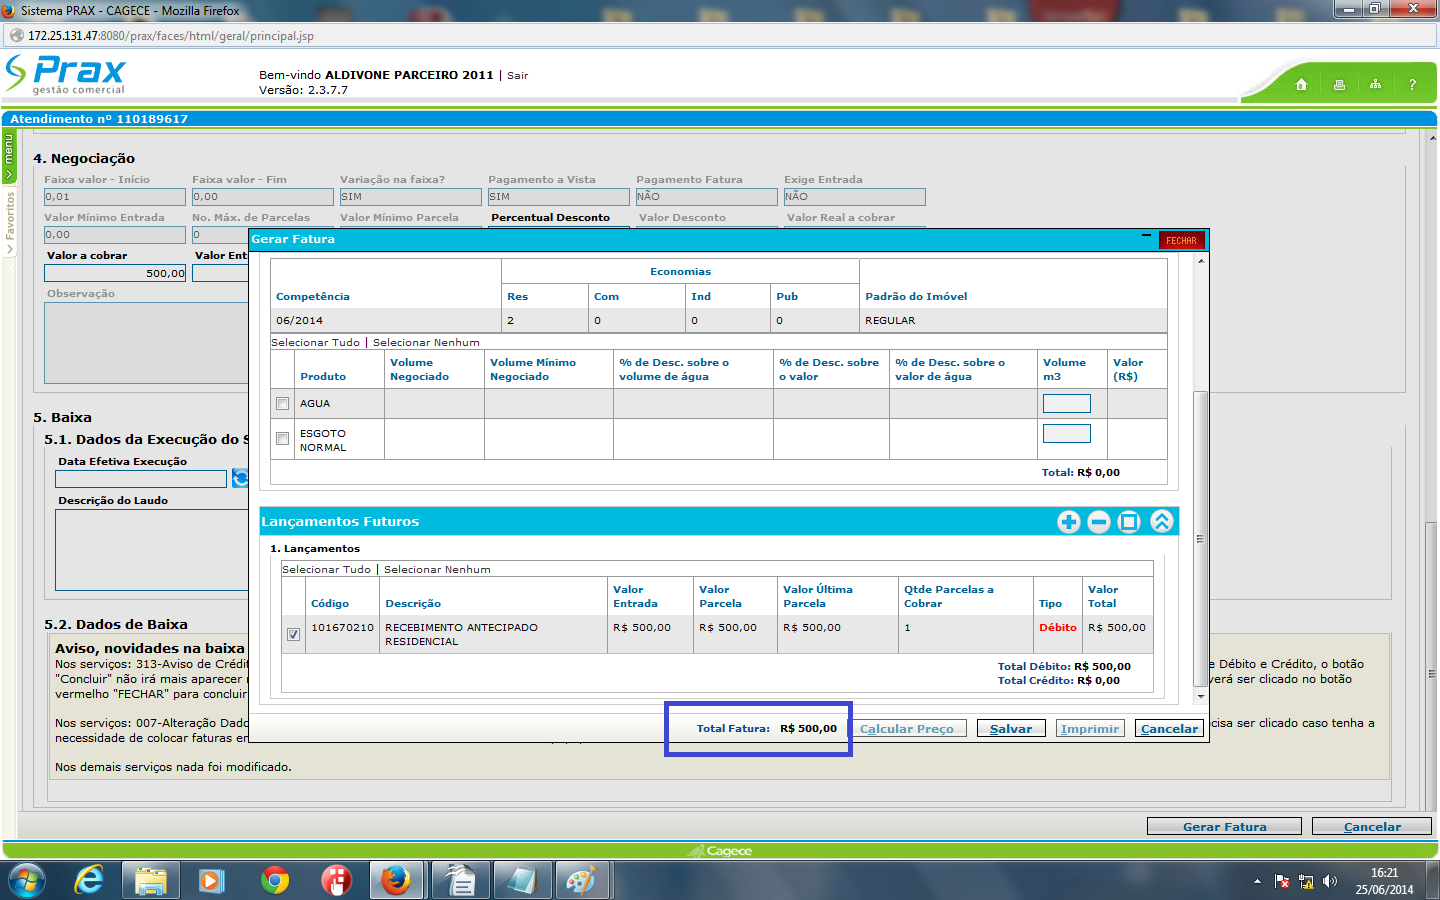 Sistema PRAX - CAGECE - Mozilla Firefox
172.25.131.47:8080/prax/faces/html/geral/principal.jsp
Prax
gestão comercial
Bem-vindo ALDIVONE PARCEIRO 2011 | Sair
Versão: 2.3.7.7
?
Atendimento nº 110189617
menu
Favoritos
4. Negociação
Faixa valor - Início Faixa valor - Fim Variação na faixa? Pagamento a Vista Pagamento Fatura Exige Entrada
0,01 0,00 SIM SIM NÃO NÃO
Valor Mínimo Entrada No. Máx. de Parcelas Valor Mínimo Parcela Percentual Desconto Valor Desconto Valor Real a cobrar
0,00 0
Valor a cobrar Valor Ent
500,00
Observação
Gerar Fatura
FECHAR
Economias
Competência Res Com Ind Pub Padrão do Imóvel
06/2014 2 0 0 0 REGULAR
Selecionar Tudo | Selecionar Nenhum
Produto Volume Negociado Volume Mínimo Negociado % de Desc. sobre o volume de água % de Desc. sobre o valor % de Desc. sobre o valor de água Volume m3 Valor (R$)
AGUA
ESGOTO NORMAL
Total: R$ 0,00
Lançamentos Futuros
1. Lançamentos
Selecionar Tudo | Selecionar Nenhum
Código Descrição Valor Entrada Valor Parcela Valor Última Parcela Qtde Parcelas a Cobrar Tipo Valor Total
101670210 RECEBIMENTO ANTECIPADO RESIDENCIAL R$ 500,00 R$ 500,00 R$ 500,00 1 Débito R$ 500,00
Total Débito: R$ 500,00
Total Crédito: R$ 0,00
Total Fatura: R$ 500,00
Calcular Preço Salvar Imprimir Cancelar
5. Baixa
5.1. Dados da Execução do S
Data Efetiva Execução
Descrição do Laudo
5.2. Dados de Baixa
Aviso, novidades na baixa
Nos serviços: 313-Aviso de Crédit e Débito e Crédito, o botão
"Concluir" não irá mais aparecer verá ser clicado no botão
vermelho "FECHAR" para concluir
Nos serviços: 007-Alteração Dado cisa ser clicado caso tenha a
necessidade de colocar faturas en
Nos demais serviços nada foi modificado.
Gerar Fatura Cancelar
Cagece
16:21
25/06/2014